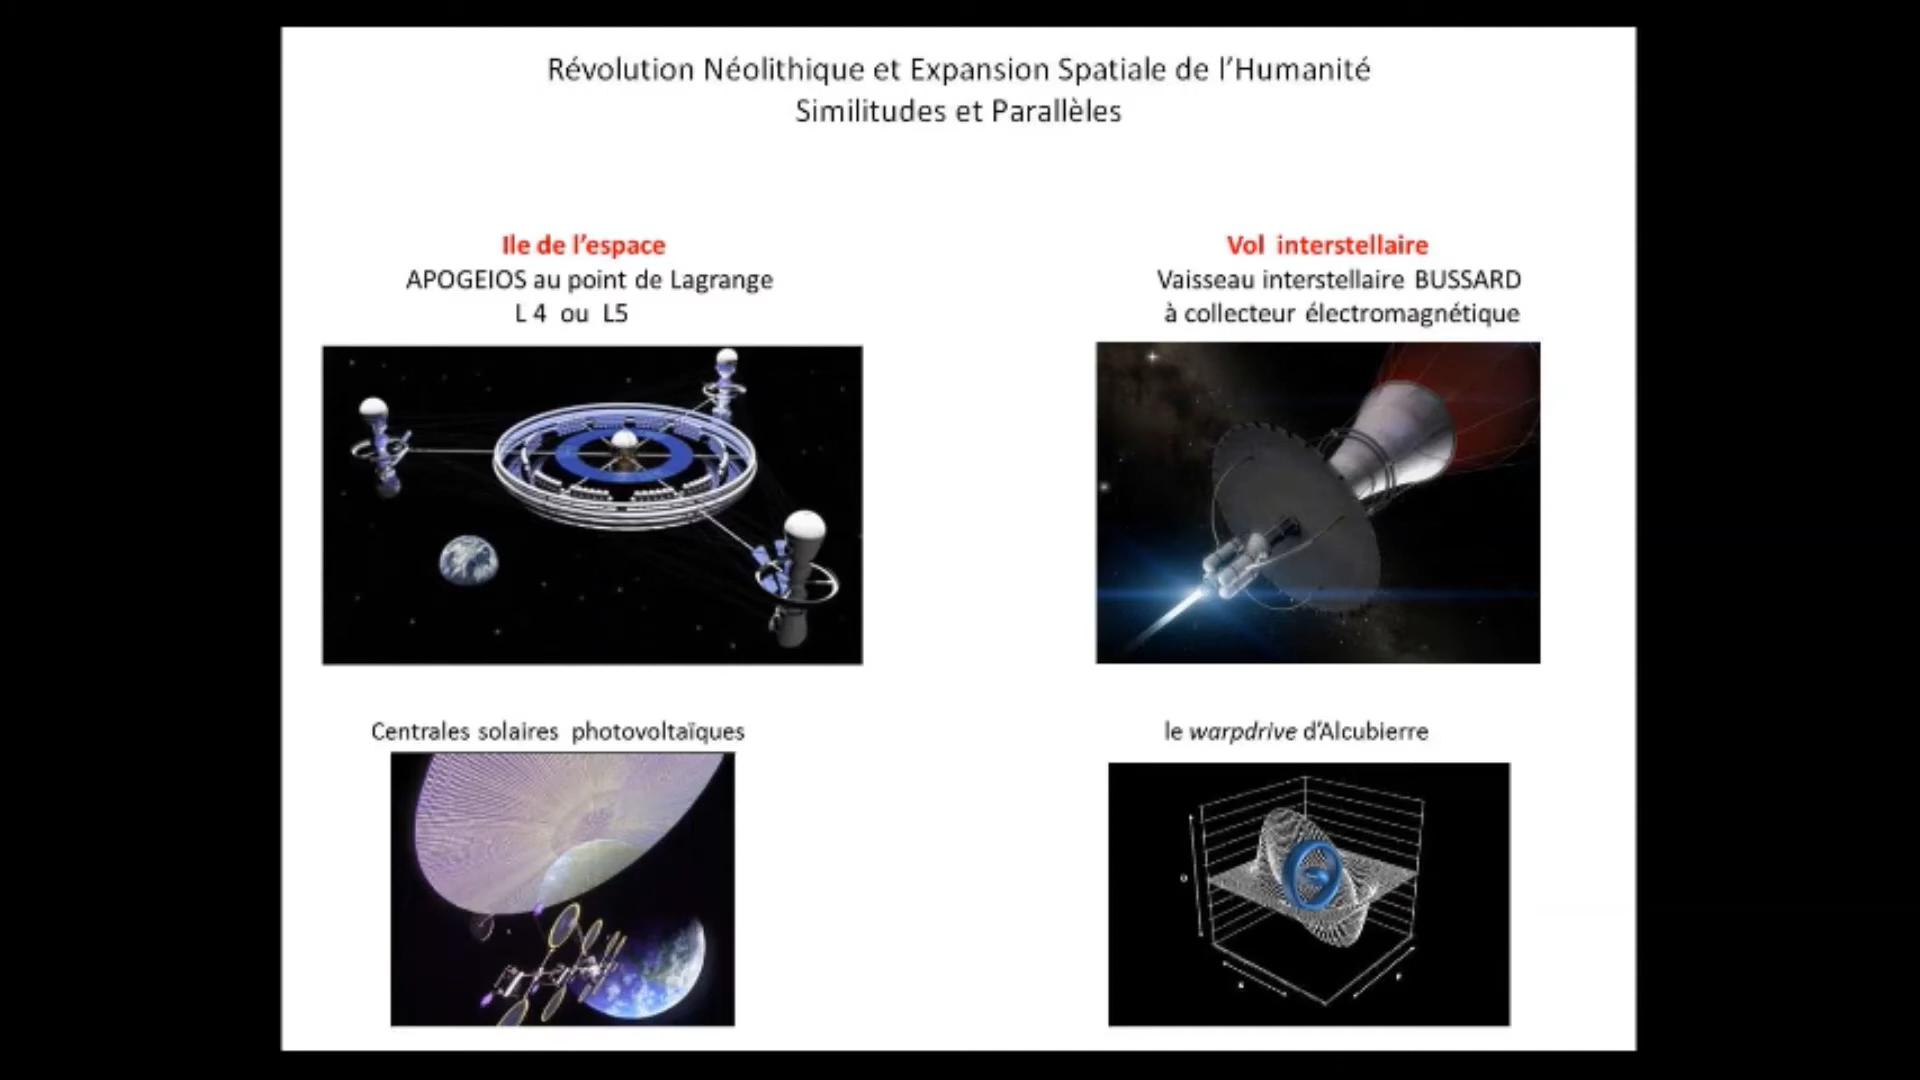 Révolution Néolithique et Expansion Spatiale de l’Humanité
Similitudes et Parallèles
Ile de l’espace
APOGEIOS au point de Lagrange
L 4 ou L5
Vol interstellaire
Vaisseau interstellaire BUSSARD
à collecteur électromagnétique
Centrales solaires photovoltaïques
le warpdrive d’Alcubierre